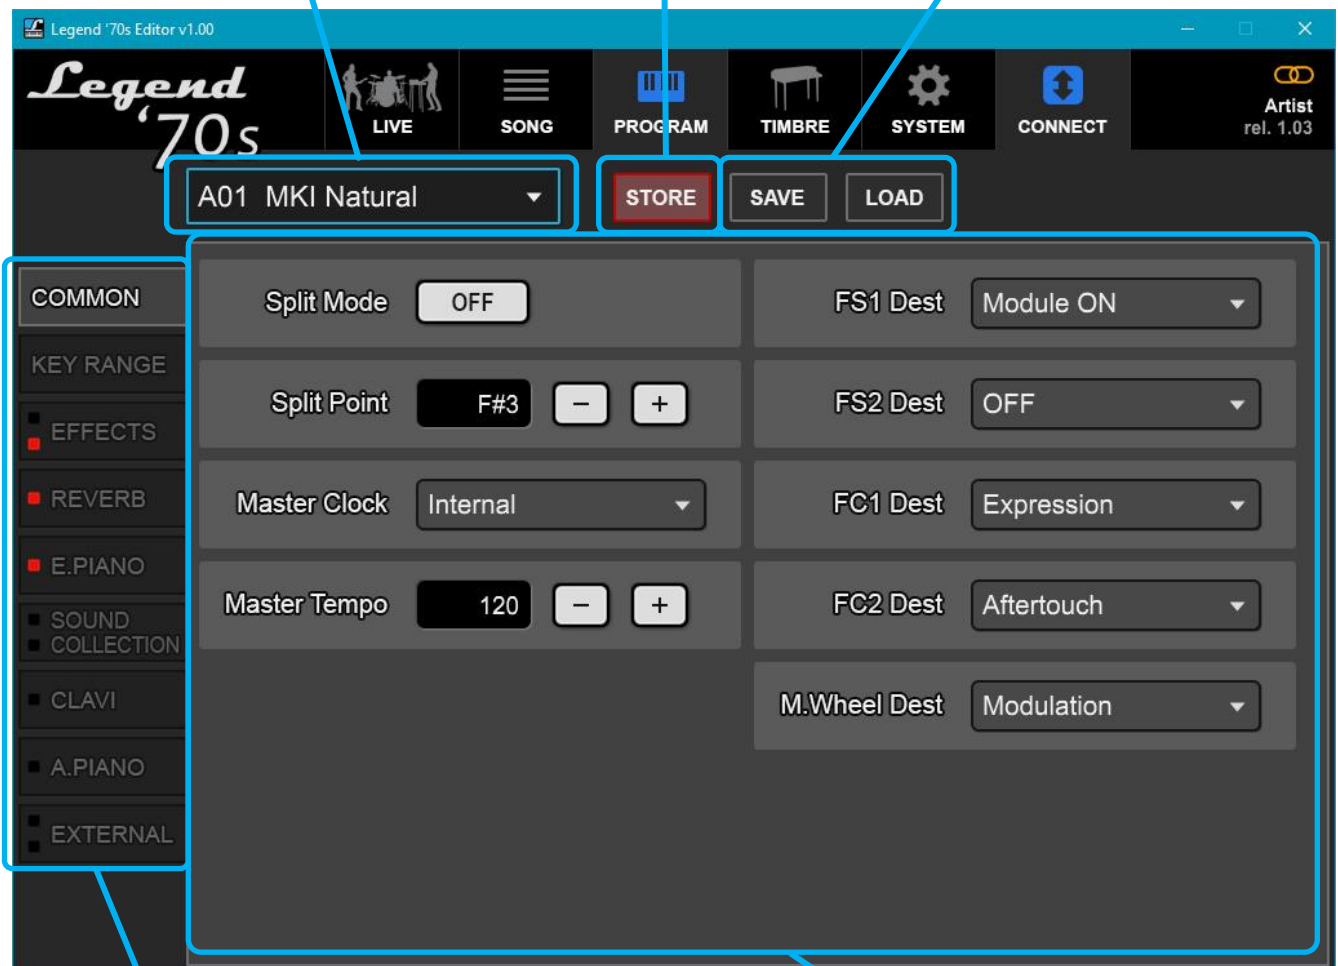 Legend '70s Editor v1.00
Legend
'70s
LIVE
SONG
PROGRAM
TIMBRE
SYSTEM
CONNECT
Artist
rel. 1.03
A01 MKI Natural
STORE
SAVE
LOAD
COMMON
KEY RANGE
EFFECTS
REVERB
E.PIANO
SOUND
COLLECTION
CLAVI
A.PIANO
EXTERNAL
Split Mode OFF
Split Point F#3 − +
Master Clock Internal
Master Tempo 120 − +
FS1 Dest Module ON
FS2 Dest OFF
FC1 Dest Expression
FC2 Dest Aftertouch
M.Wheel Dest Modulation